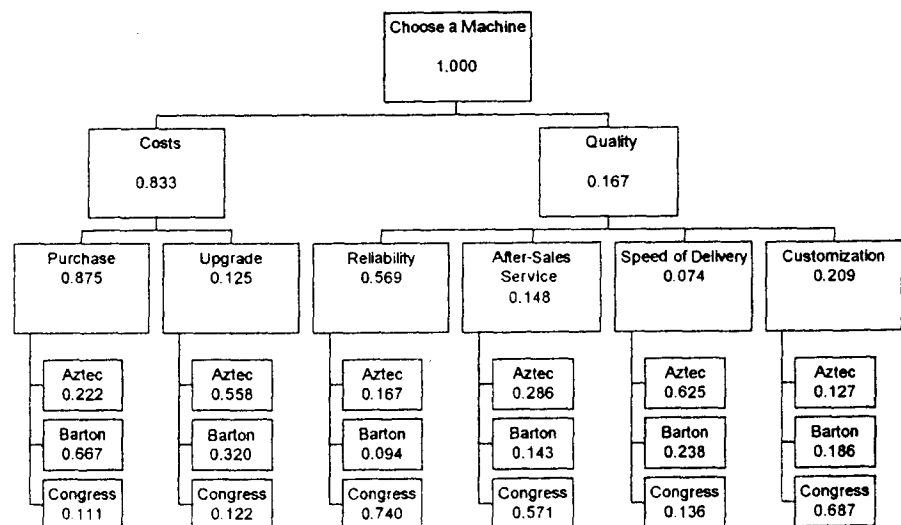 Choose a Machine
1.000
Costs
0.833
Quality
0.167
Purchase
0.875
Upgrade
0.125
Reliability
0.569
After-Sales
Service
0.148
Speed of Delivery
0.074
Customization
0.209
Aztec
0.222
Barton
0.667
Congress
0.111
Aztec
0.558
Barton
0.320
Congress
0.122
Aztec
0.167
Barton
0.094
Congress
0.740
Aztec
0.286
Barton
0.143
Congress
0.571
Aztec
0.625
Barton
0.238
Congress
0.136
Aztec
0.127
Barton
0.186
Congress
0.687